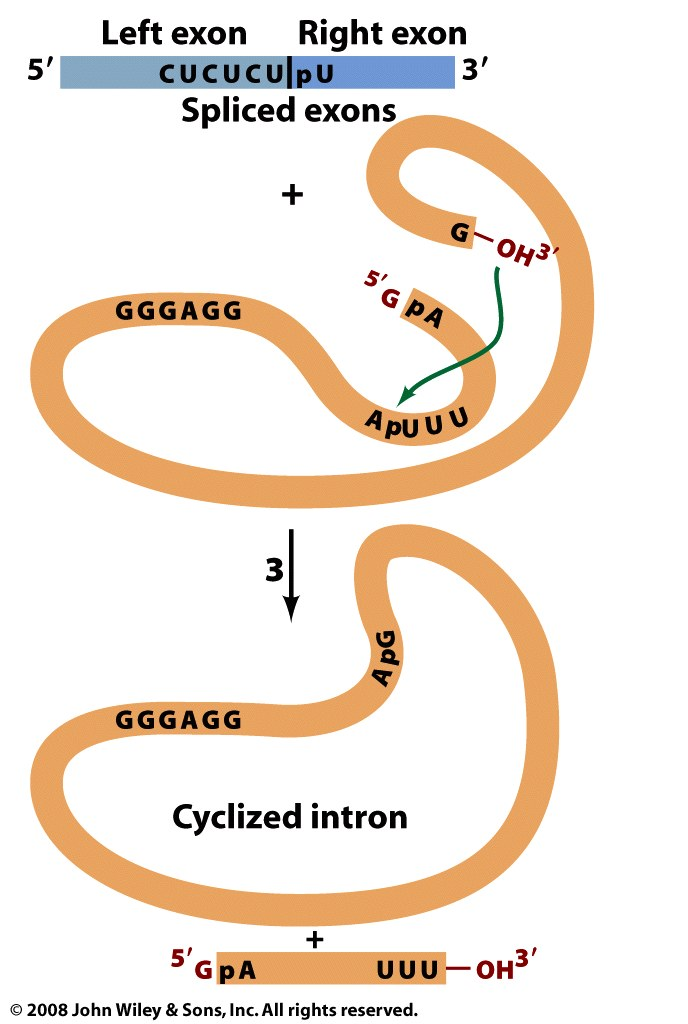 Left exon Right exon
5′ CUCUCU pU 3′
Spliced exons
+
G OH3′
5′ G pA
GGGAGG
ApUUU
3
ApG
GGGAGG
Cyclized intron
+
5′ G pA UUU OH3′
© 2008 John Wiley & Sons, Inc. All rights reserved.